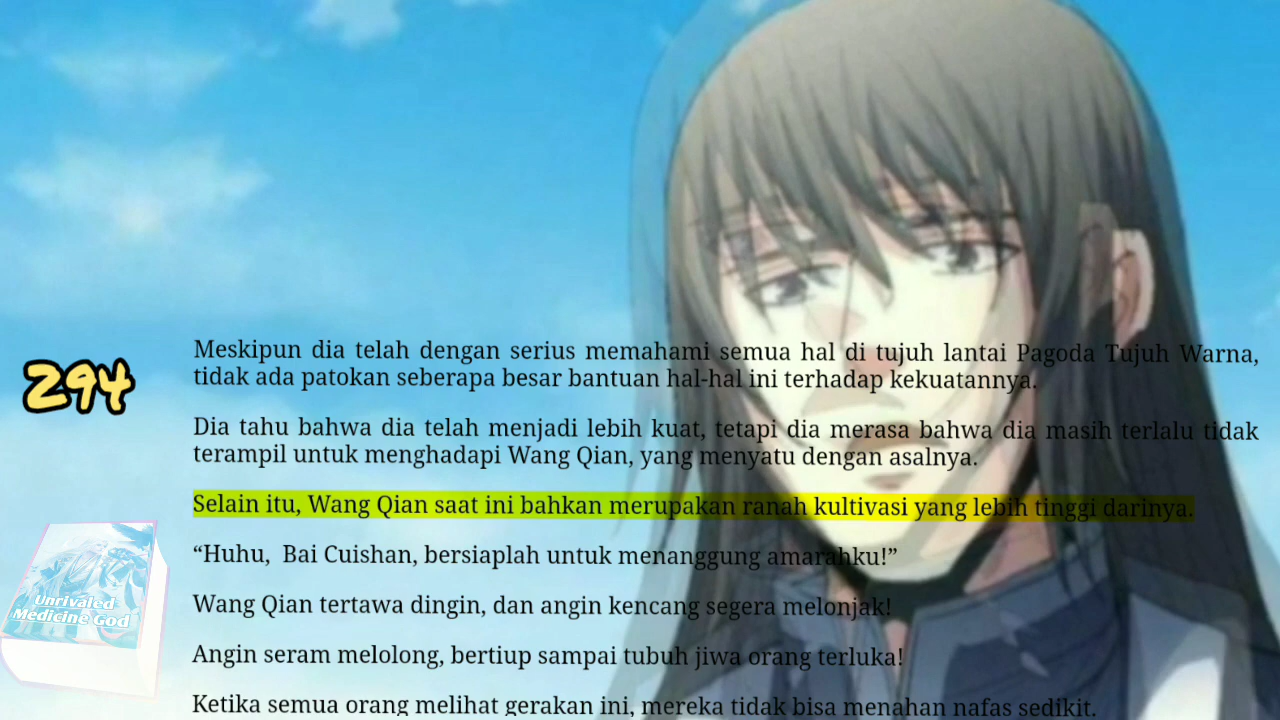 Meskipun dia telah dengan serius memahami semua hal di tujuh lantai Pagoda Tujuh Warna,
tidak ada patokan seberapa besar bantuan hal-hal ini terhadap kekuatannya.
294
Dia tahu bahwa dia telah menjadi lebih kuat, tetapi dia merasa bahwa dia masih terlalu tidak
terampil untuk menghadapi Wang Qian, yang menyatu dengan asalnya.
Selain itu, Wang Qian saat ini bahkan merupakan ranah kultivasi yang lebih tinggi darinya.
“Huhu,  Bai Cuishan, bersiaplah untuk menanggung amarahku!”
Wang Qian tertawa dingin, dan angin kencang segera melonjak!
Unrivaled
Medicine God
Angin seram melolong, bertiup sampai tubuh jiwa orang terluka!
Ketika semua orang melihat gerakan ini, mereka tidak bisa menahan nafas sedikit.